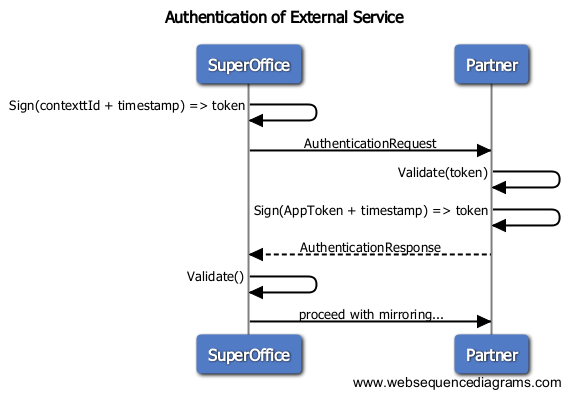 Authentication of External Service
SuperOffice
Partner
Sign(contexttId + timestamp) => token
AuthenticationRequest
Validate(token)
Sign(AppToken + timestamp) => token
AuthenticationResponse
Validate()
proceed with mirroring...
SuperOffice
Partner
www.websequencediagrams.com